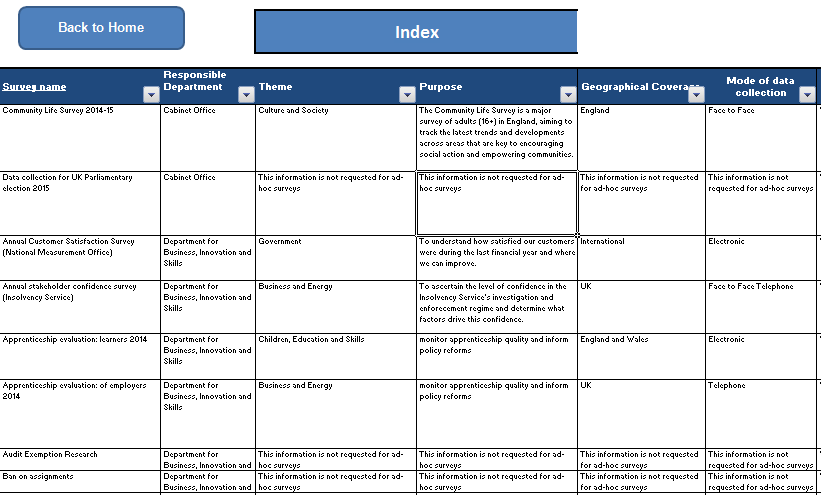 Back to Home
Index
Survey name
Responsible Department
Theme
Purpose
Geographical Coverag
Mode of data collection
Community Life Survey 2014-15
Cabinet Office
Culture and Society
The Community Life Survey is a major
survey of adults (16+) in England, aiming to
track the latest trends and developments
across areas that are key to encouraging
social action and empowering communities.
England
Face to Face
Data collection for UK Parliamentary
election 2015
Cabinet Office
This information is not requested for ad-
hoc surveys
This information is not requested for ad-
hoc surveys
This information is not requested
for ad-hoc surveys
This information is not
requested for ad-hoc surveys
Annual Customer Satisfaction Survey
(National Measurement Office)
Department for
Business, Innovation and
Skills
Government
To understand how satisfied our customers
were during the last financial year and where
we can improve.
International
Electronic
Annual stakeholder confidence survey
(Insolvency Service)
Department for
Business, Innovation and
Skills
Business and Energy
To ascertain the level of confidence in the
Insolvency Service's investigation and
enforcement regime and determine what
factors drive this confidence.
UK
Face to Face Telephone
Apprenticeship evaluation: learners 2014
Department for
Business, Innovation and
Skills
Children, Education and Skills
monitor apprenticeship quality and inform
policy reforms
England and Wales
Electronic
Apprenticeship evaluation: of employers
2014
Department for
Business, Innovation and
Skills
Business and Energy
monitor apprenticeship quality and inform
policy reforms
UK
Telephone
Audit Exemption Research
Department for
Business, Innovation and
This information is not requested for ad-
hoc surveys
This information is not requested for ad-
hoc surveys
This information is not requested
for ad-hoc surveys
This information is not
requested for ad-hoc surveys
Ban on assignments
Department for
Business, Innovation and
This information is not requested for ad-
hoc surveys
This information is not requested for ad-
hoc surveys
This information is not requested
for ad-hoc surveys
This information is not
requested for ad-hoc surveys